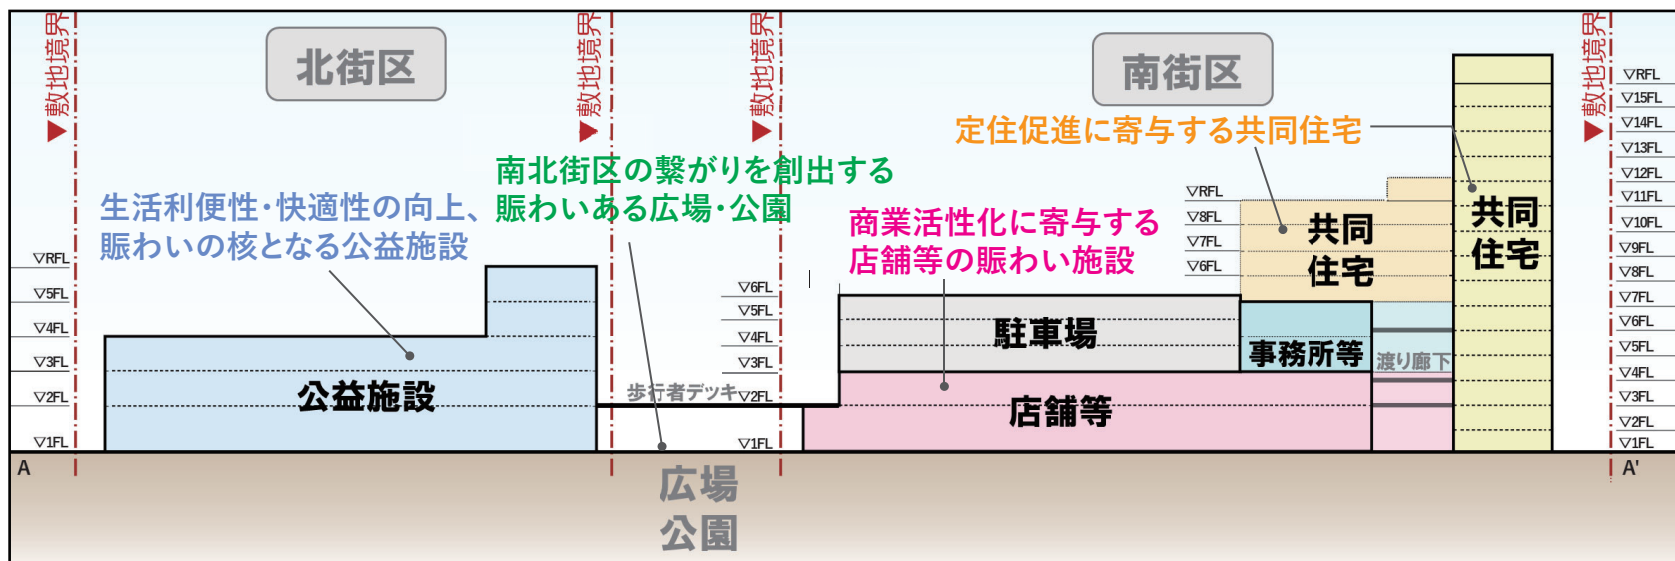 北街区
南街区
▼敷地境界
▼敷地境界
▼敷地境界
▼敷地境界
生活利便性・快適性の向上、
賑わいの核となる公益施設
南北街区の繋がりを創出する
賑わいある広場・公園
商業活性化に寄与する
店舗等の賑わい施設
定住促進に寄与する共同住宅
▽RFL
▽5FL
▽4FL
▽3FL
▽2FL
▽1FL
公益施設
歩行者デッキ
▽6FL
▽5FL
▽4FL
▽3FL
▽2FL
▽1FL
駐車場
店舗等
事務所等
渡り廊下
▽RFL
▽8FL
▽7FL
▽6FL
共同
住宅
共同
住宅
▽RFL
▽15FL
▽14FL
▽13FL
▽12FL
▽11FL
▽10FL
▽9FL
▽8FL
▽7FL
▽6FL
▽5FL
▽4FL
▽3FL
▽2FL
▽1FL
A
A'
広場
公園